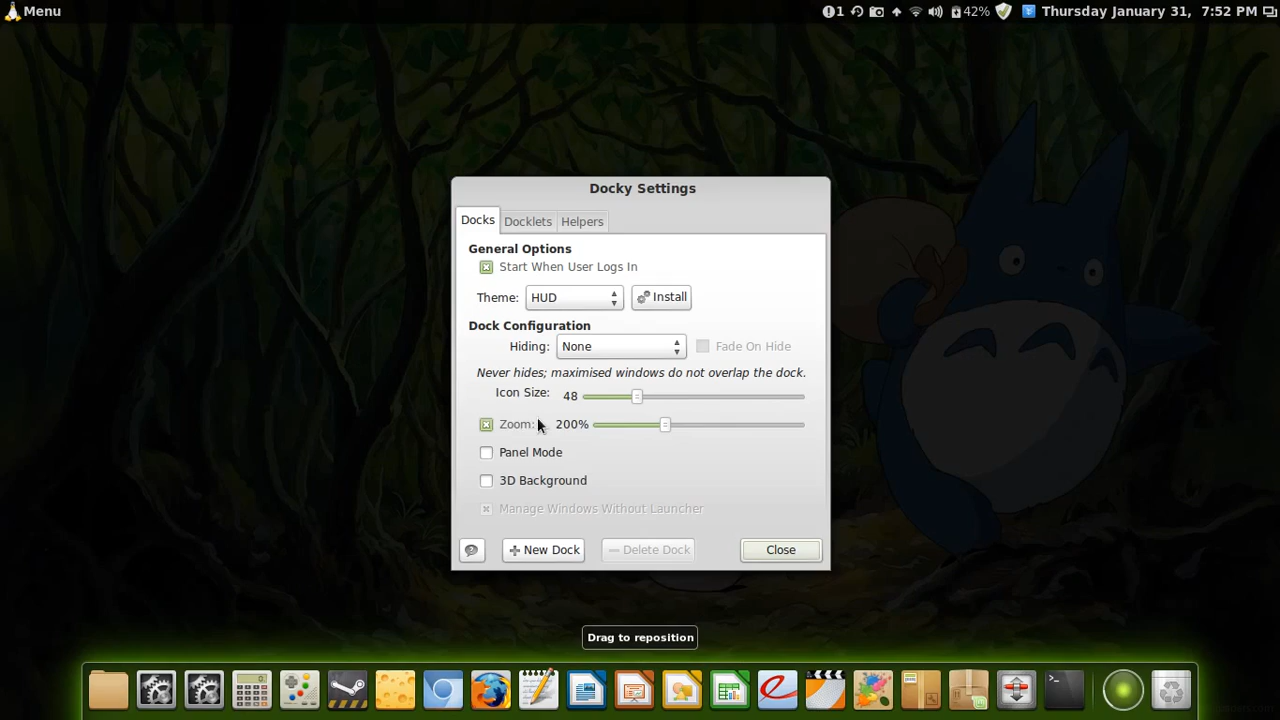 Menu
1 42% Thursday January 31, 7:52 PM
Docky Settings
Docks Docklets Helpers
General Options
Start When User Logs In
Theme: HUD Install
Dock Configuration
Hiding: None Fade On Hide
Never hides; maximised windows do not overlap the dock.
Icon Size: 48
Zoom: 200%
Panel Mode
3D Background
Manage Windows Without Launcher
New Dock Delete Dock Close
Drag to reposition